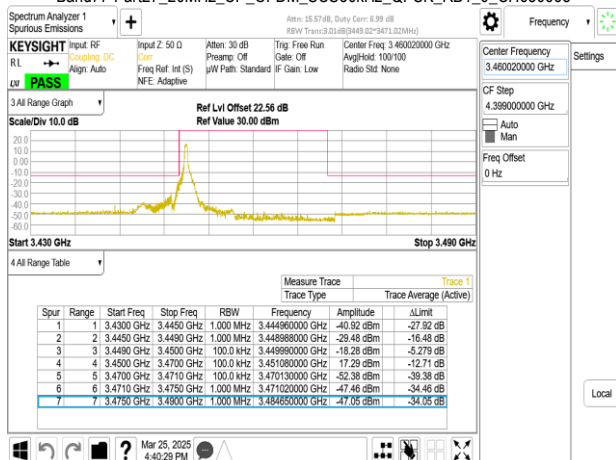 Spectrum Analyzer 1
Spurious Emissions
Attn: 15.57dB, Duty Corr: 6.99 dB
RBW Trns:3.01dB(3449.02~3471.02MHz)
Frequency
KEYSIGHT
RL
PASS
Input: RF
Coupling: DC
Align: Auto
Input Z: 50 Ω
Corr
Freq Ref: Int (S)
NFE: Adaptive
Atten: 30 dB
Preamp: Off
µW Path: Standard
Trig: Free Run
Gate: Off
IF Gain: Low
Center Freq: 3.460020000 GHz
Avg|Hold: 100/100
Radio Std: None
Center Frequency
3.460020000 GHz
Settings
CF Step
4.399000000 GHz
Auto
Man
Freq Offset
0 Hz
Local
3 All Range Graph
Scale/Div 10.0 dB
Ref Lvl Offset 22.56 dB
Ref Value 30.00 dBm
20.0
10.0
0.00
-10.0
-20.0
-30.0
-40.0
-50.0
-60.0
Start 3.430 GHz
Stop 3.490 GHz
4 All Range Table
Measure Trace Trace 1
Trace Type Trace Average (Active)
Spur Range Start Freq Stop Freq RBW Frequency Amplitude ΔLimit
1 1 3.4300 GHz 3.4450 GHz 1.000 MHz 3.444960000 GHz -40.92 dBm -27.92 dB
2 2 3.4450 GHz 3.4490 GHz 1.000 MHz 3.448988000 GHz -29.48 dBm -16.48 dB
3 3 3.4490 GHz 3.4500 GHz 100.0 kHz 3.449990000 GHz -18.28 dBm -5.279 dB
4 4 3.4500 GHz 3.4700 GHz 100.0 kHz 3.451080000 GHz 17.29 dBm -12.71 dB
5 5 3.4700 GHz 3.4710 GHz 100.0 kHz 3.470130000 GHz -52.38 dBm -39.38 dB
6 6 3.4710 GHz 3.4750 GHz 1.000 MHz 3.471020000 GHz -47.46 dBm -34.46 dB
7 7 3.4750 GHz 3.4900 GHz 1.000 MHz 3.484650000 GHz -47.05 dBm -34.05 dB
Mar 25, 2025
4:40:29 PM